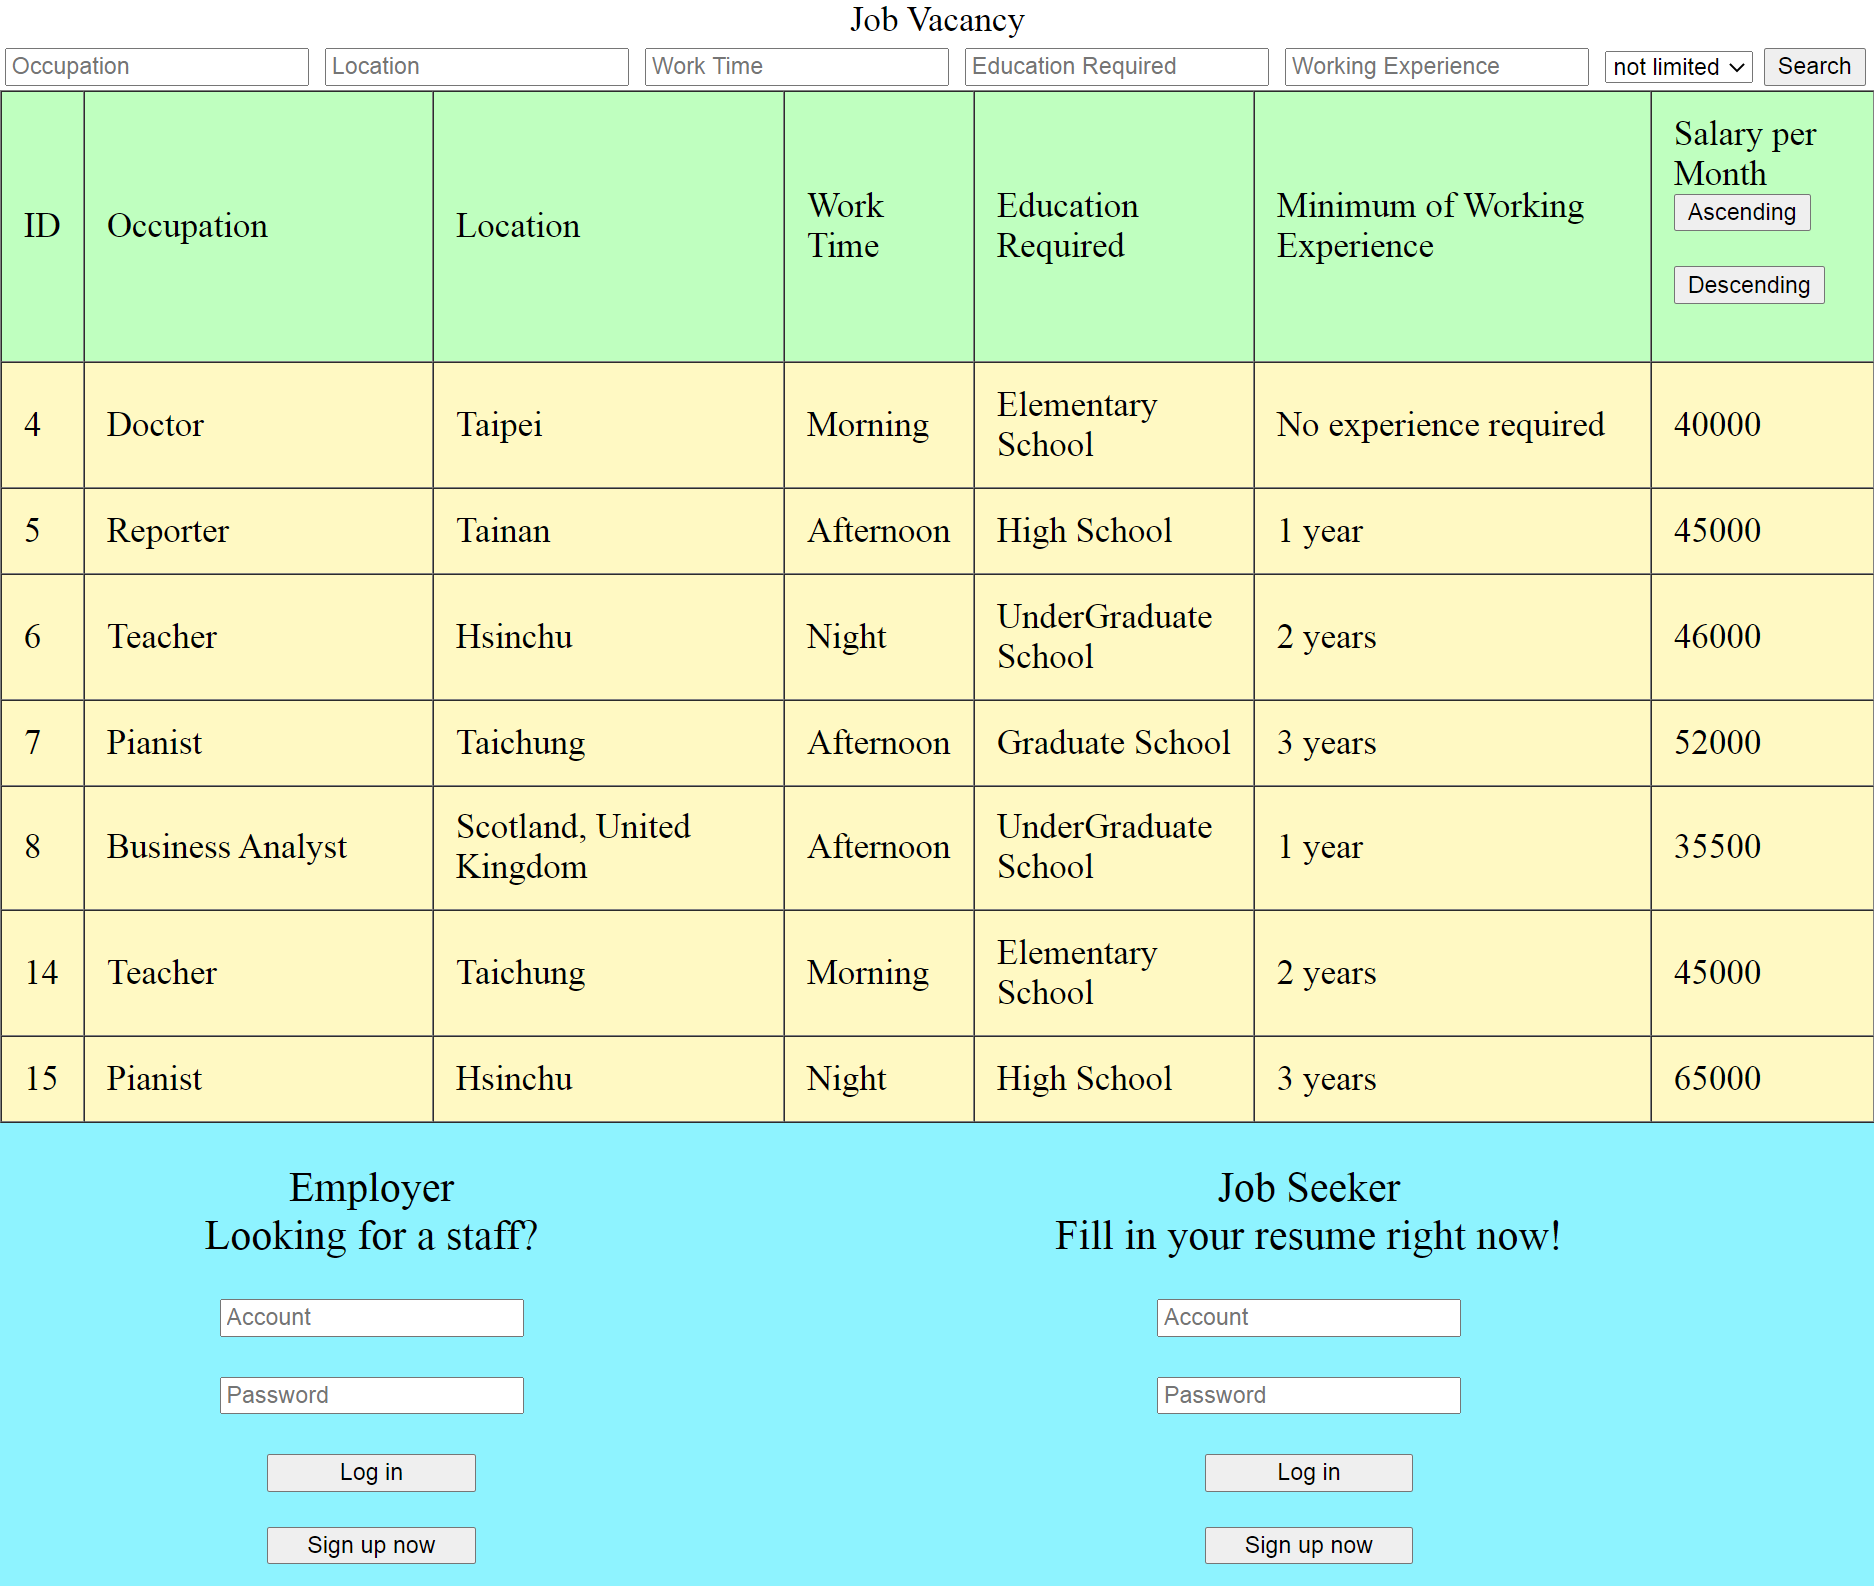 Job Vacancy
Occupation Location Work Time Education Required Working Experience not limited Search
ID Occupation Location Work Time Education Required Minimum of Working Experience Salary per Month Ascending Descending
4 Doctor Taipei Morning Elementary School No experience required 40000
5 Reporter Tainan Afternoon High School 1 year 45000
6 Teacher Hsinchu Night UnderGraduate School 2 years 46000
7 Pianist Taichung Afternoon Graduate School 3 years 52000
8 Business Analyst Scotland, United Kingdom Afternoon UnderGraduate School 1 year 35500
14 Teacher Taichung Morning Elementary School 2 years 45000
15 Pianist Hsinchu Night High School 3 years 65000
Employer
Looking for a staff?
Account
Password
Log in
Sign up now
Job Seeker
Fill in your resume right now!
Account
Password
Log in
Sign up now